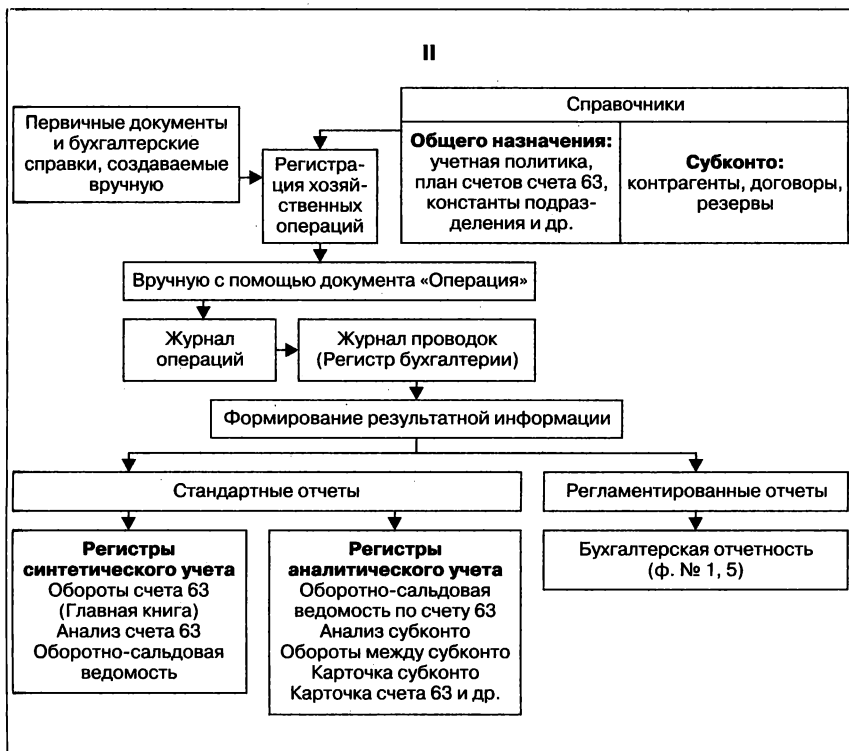 II
Первичные документы
и бухгалтерские
справки, создаваемые
вручную
Регистра-
ция хозяй-
ственных
операций
Справочники
Общего назначения:
учетная политика,
план счетов счета 63,
константы подраз-
деления и др.
Субконто:
контрагенты, договоры,
резервы
Вручную с помощью документа «Операция»
Журнал
операций
Журнал проводок
(Регистр бухгалтерии)
Формирование результатной информации
Стандартные отчеты
Регламентированные отчеты
Регистры
синтетического учета
Обороты счета 63
(Главная книга)
Анализ счета 63
Оборотно-сальдовая
ведомость
Регистры
аналитического учета
Оборотно-сальдовая
ведомость по счету 63
Анализ субконто
Обороты между субконто
Карточка субконто
Карточка счета 63 и др.
Бухгалтерская отчетность
(ф. № 1, 5)